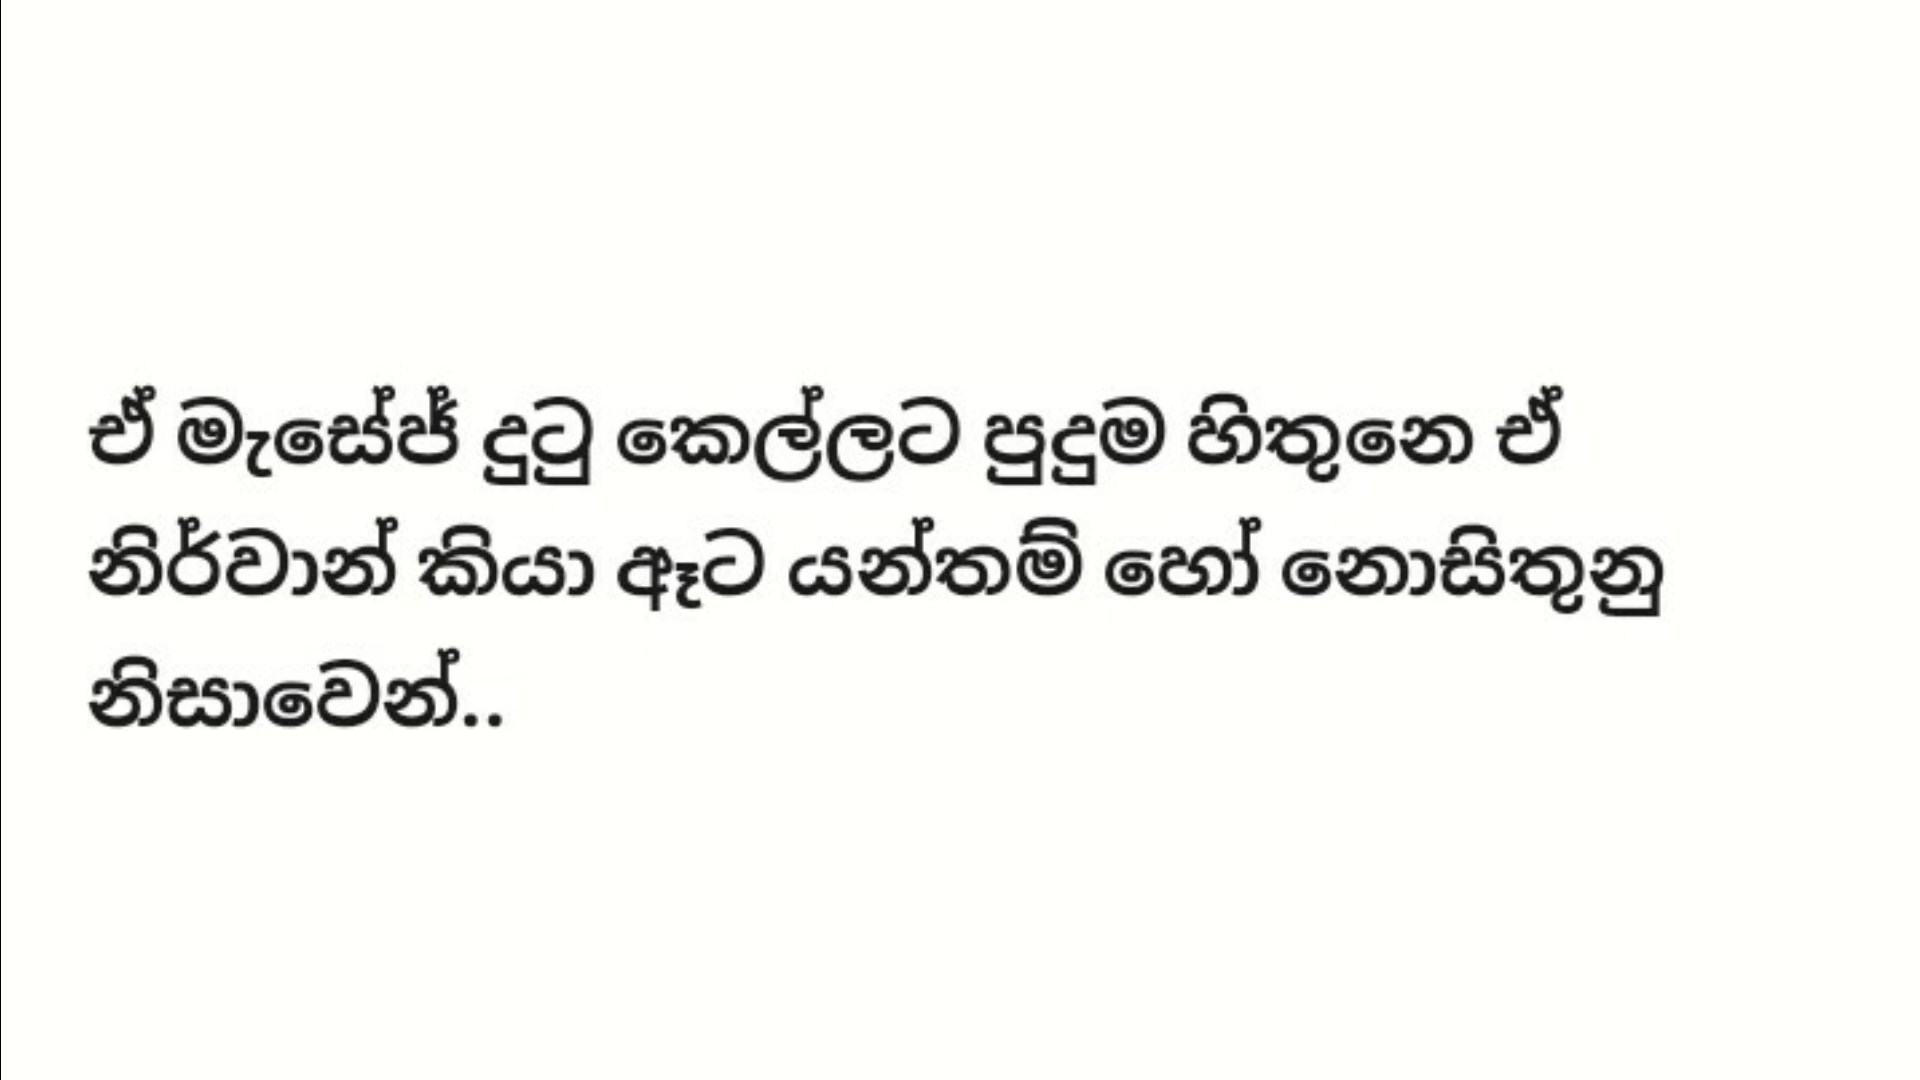 ඒ මැසේජ් දුටු කෙල්ලට පුදුම හිතුනෙ ඒ
නිර්වාන් කියා ඈට යන්තම් හෝ නොසිතුනු
නිසාවෙන්..